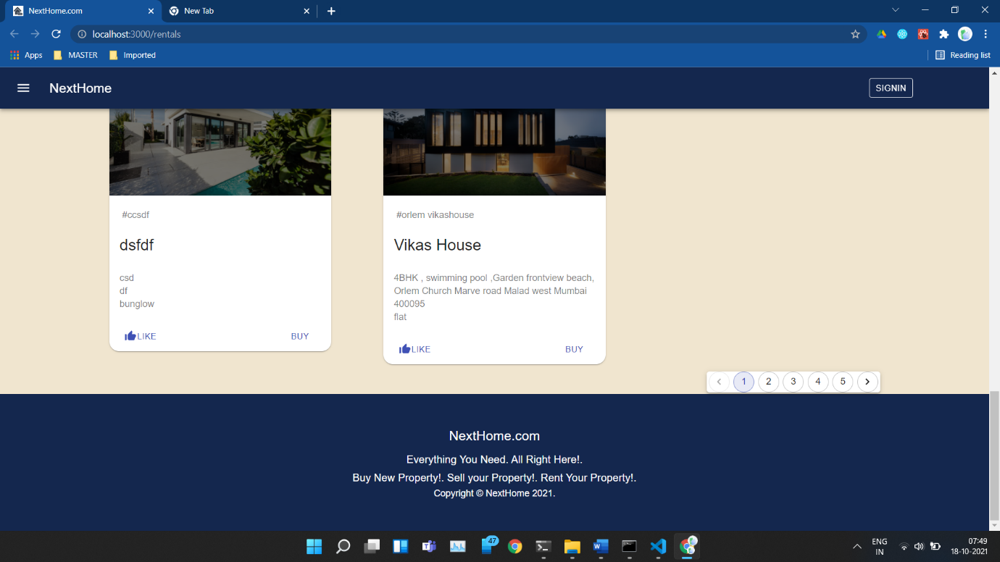 NextHome.com
New Tab
localhost:3000/rentals
Apps
MASTER
Imported
Reading list
NextHome
SIGNIN
#ccsdf
dsfdf
csd
df
bunglow
LIKE
BUY
#orlem vikashouse
Vikas House
4BHK , swimming pool ,Garden frontview beach,
Orlem Church Marve road Malad west Mumbai
400095
flat
LIKE
BUY
1 2 3 4 5
NextHome.com
Everything You Need. All Right Here!.
Buy New Property!. Sell your Property!. Rent Your Property!.
Copyright © NextHome 2021.
47
ENG
IN
07:49
18-10-2021